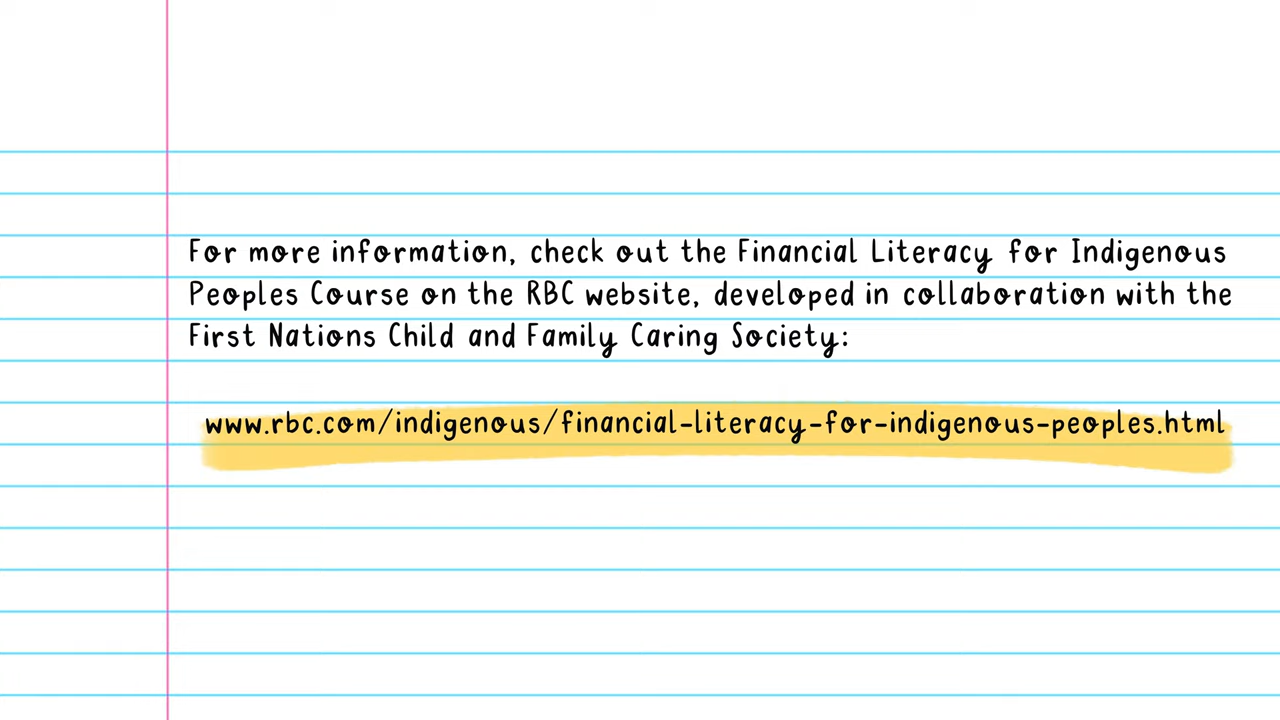 For more information, check out the Financial Literacy for Indigenous
Peoples Course on the RBC website, developed in collaboration with the
First Nations Child and Family Caring Society:
www.rbc.com/indigenous/financial-literacy-for-indigenous-peoples.html